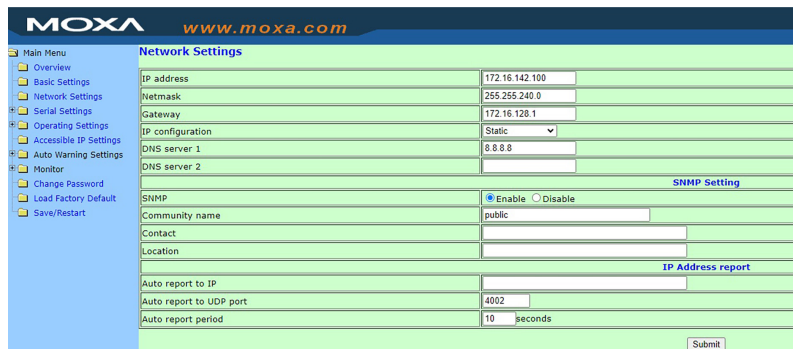 MOXA www.moxa.com
Main Menu
Overview
Basic Settings
Network Settings
Serial Settings
Operating Settings
Accessible IP Settings
Auto Warning Settings
Monitor
Change Password
Load Factory Default
Save/Restart
Network Settings
IP address 172.16.142.100
Netmask 255.255.240.0
Gateway 172.16.128.1
IP configuration Static
DNS server 1 8.8.8.8
DNS server 2
SNMP Setting
SNMP Enable Disable
Community name public
Contact
Location
IP Address report
Auto report to IP
Auto report to UDP port 4002
Auto report period 10 seconds
Submit